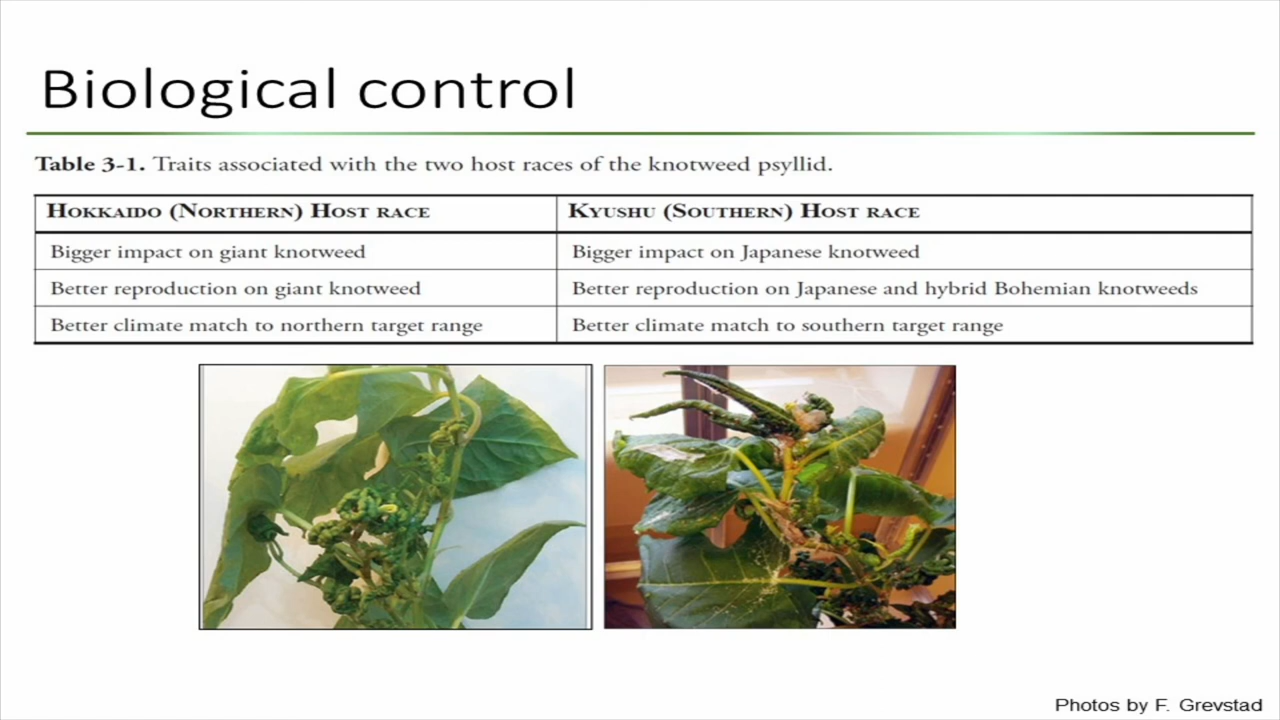 Biological control
Table 3-1. Traits associated with the two host races of the knotweed psyllid.
Hokkaido (Northern) Host race
Kyushu (Southern) Host race
Bigger impact on giant knotweed
Bigger impact on Japanese knotweed
Better reproduction on giant knotweed
Better reproduction on Japanese and hybrid Bohemian knotweeds
Better climate match to northern target range
Better climate match to southern target range
Photos by F. Grevstad